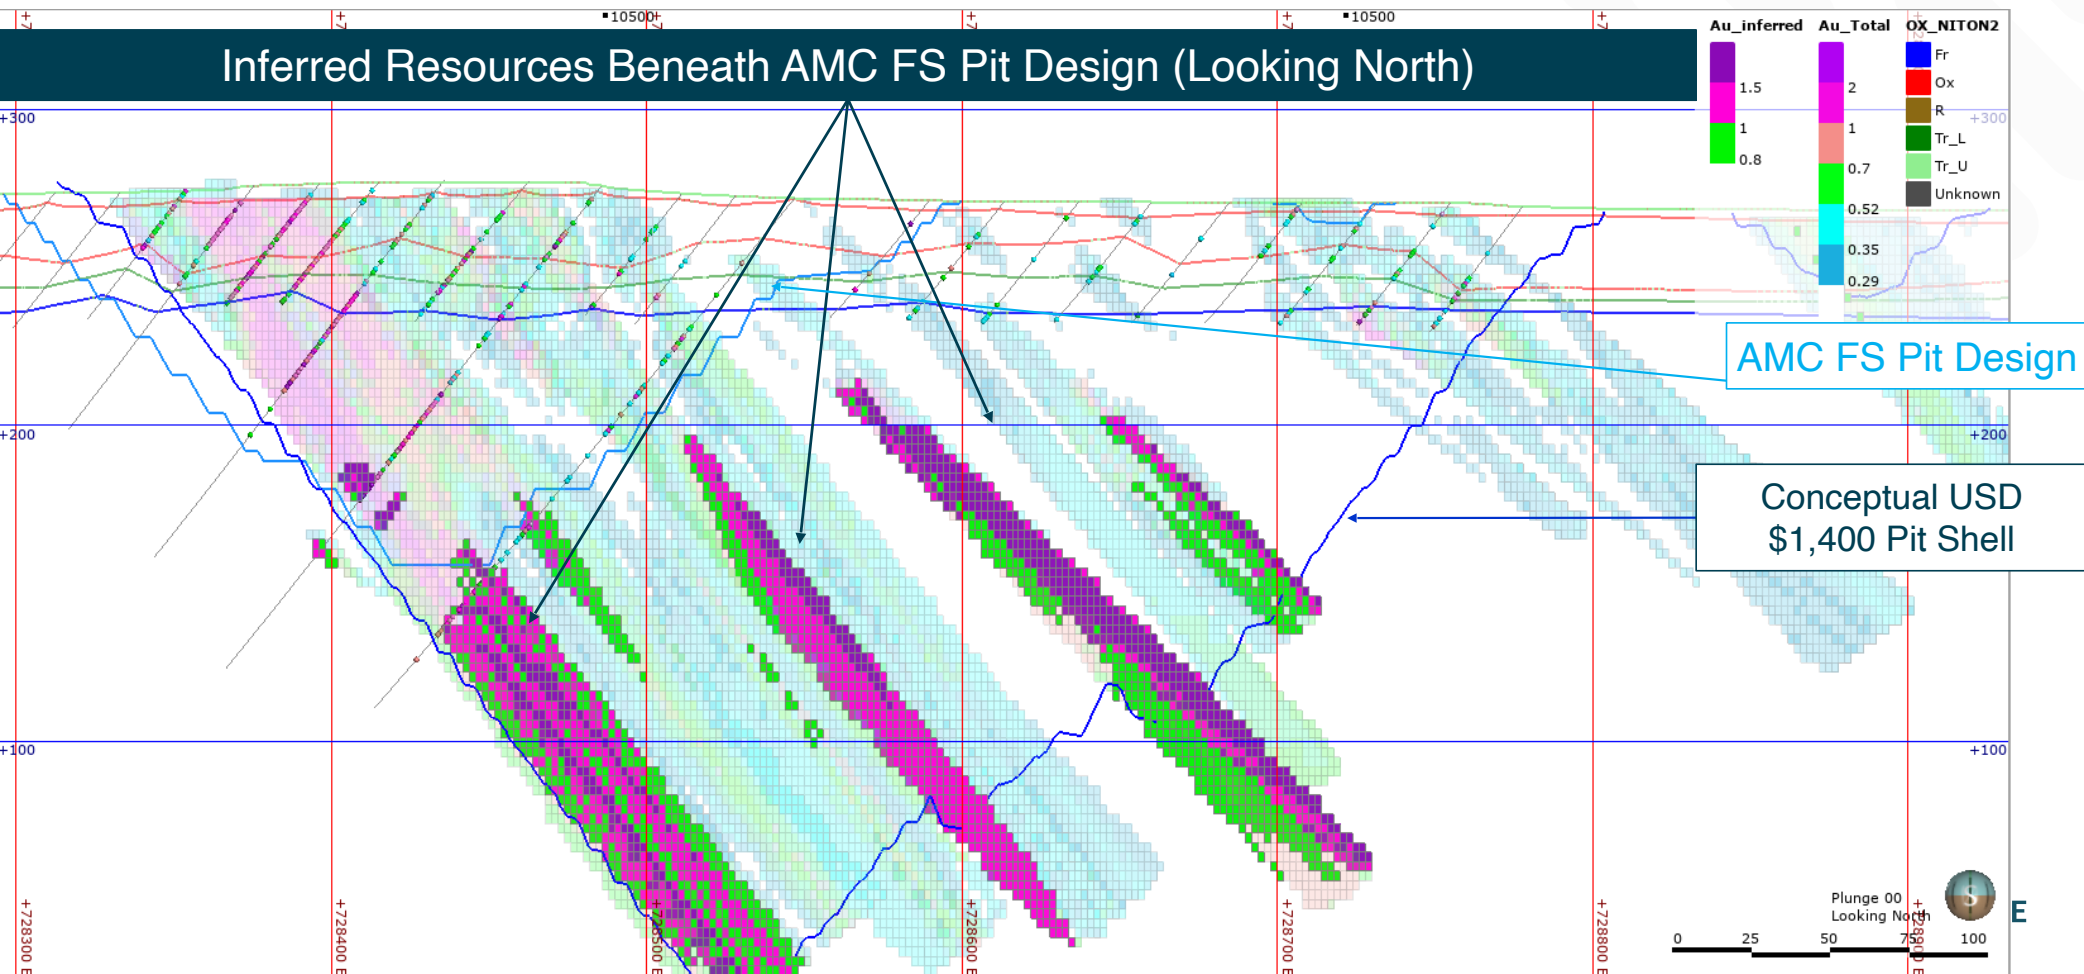 10500
10500
Inferred Resources Beneath AMC FS Pit Design (Looking North)
Au_inferred
1.5
1
0.8
Au_Total
2
1
0.7
0.52
0.35
0.29
OX_NITON2
Fr
Ox
R
Tr_L
Tr_U
Unknown
+300
+300
AMC FS Pit Design
+200
+200
Conceptual USD
$1,400 Pit Shell
+100
+100
+728300 E
+728400 E
+728500 E
+728600 E
+728700 E
+728800 E
Plunge 00
Looking North
S
E
0 25 50 75 100